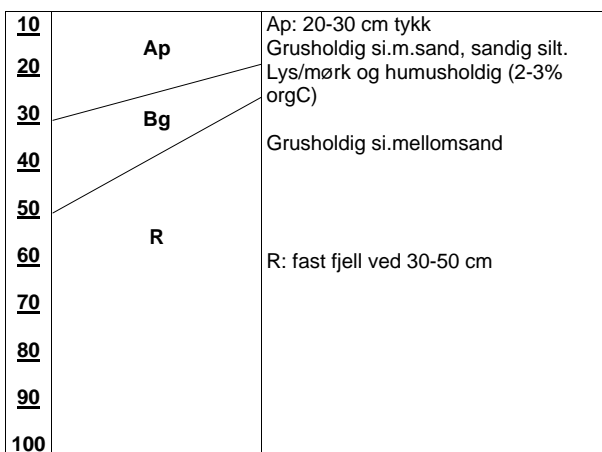 10
20
30
40
50
60
70
80
90
100
Ap
Bg
R
Ap: 20-30 cm tykk
Grusholdig si.m.sand, sandig silt.
Lys/mørk og humusholdig (2-3%
orgC)
Grusholdig si.mellomsand
R: fast fjell ved 30-50 cm